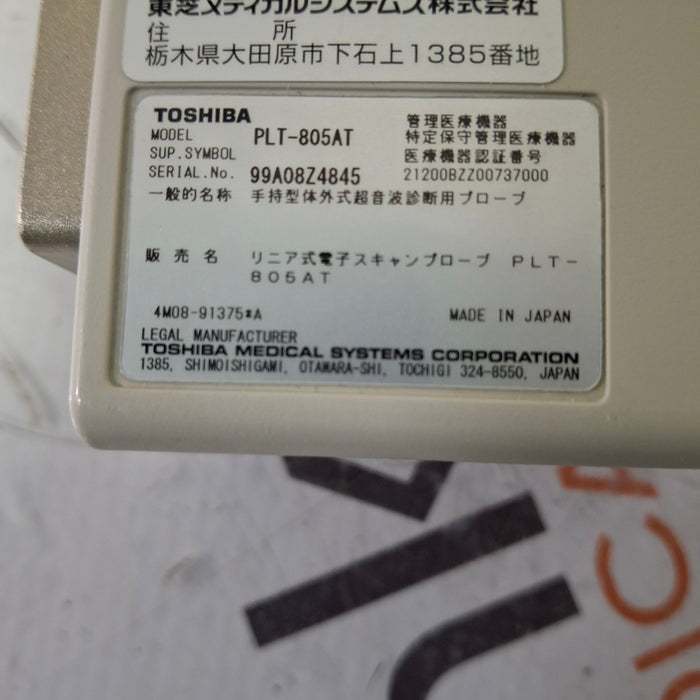 東芝メディカルシステムズ株式会社
住 所
栃木県大田原市下石上1385番地
TOSHIBA
MODEL PLT-805AT
SUP.SYMBOL
SERIAL.No. 99A08Z4845
管理医療機器
特定保守管理医療機器
医療機器認証番号
21200BZZ00737000
一般的名称 手持型体外式超音波診断用プローブ
販売名 リニア式電子スキャンプローブ PLT-
805AT
4M08-91375*A MADE IN JAPAN
LEGAL MANUFACTURER
TOSHIBA MEDICAL SYSTEMS CORPORATION
1385, SHIMOISHIGAMI, OTAWARA-SHI, TOCHIGI 324-8550, JAPAN